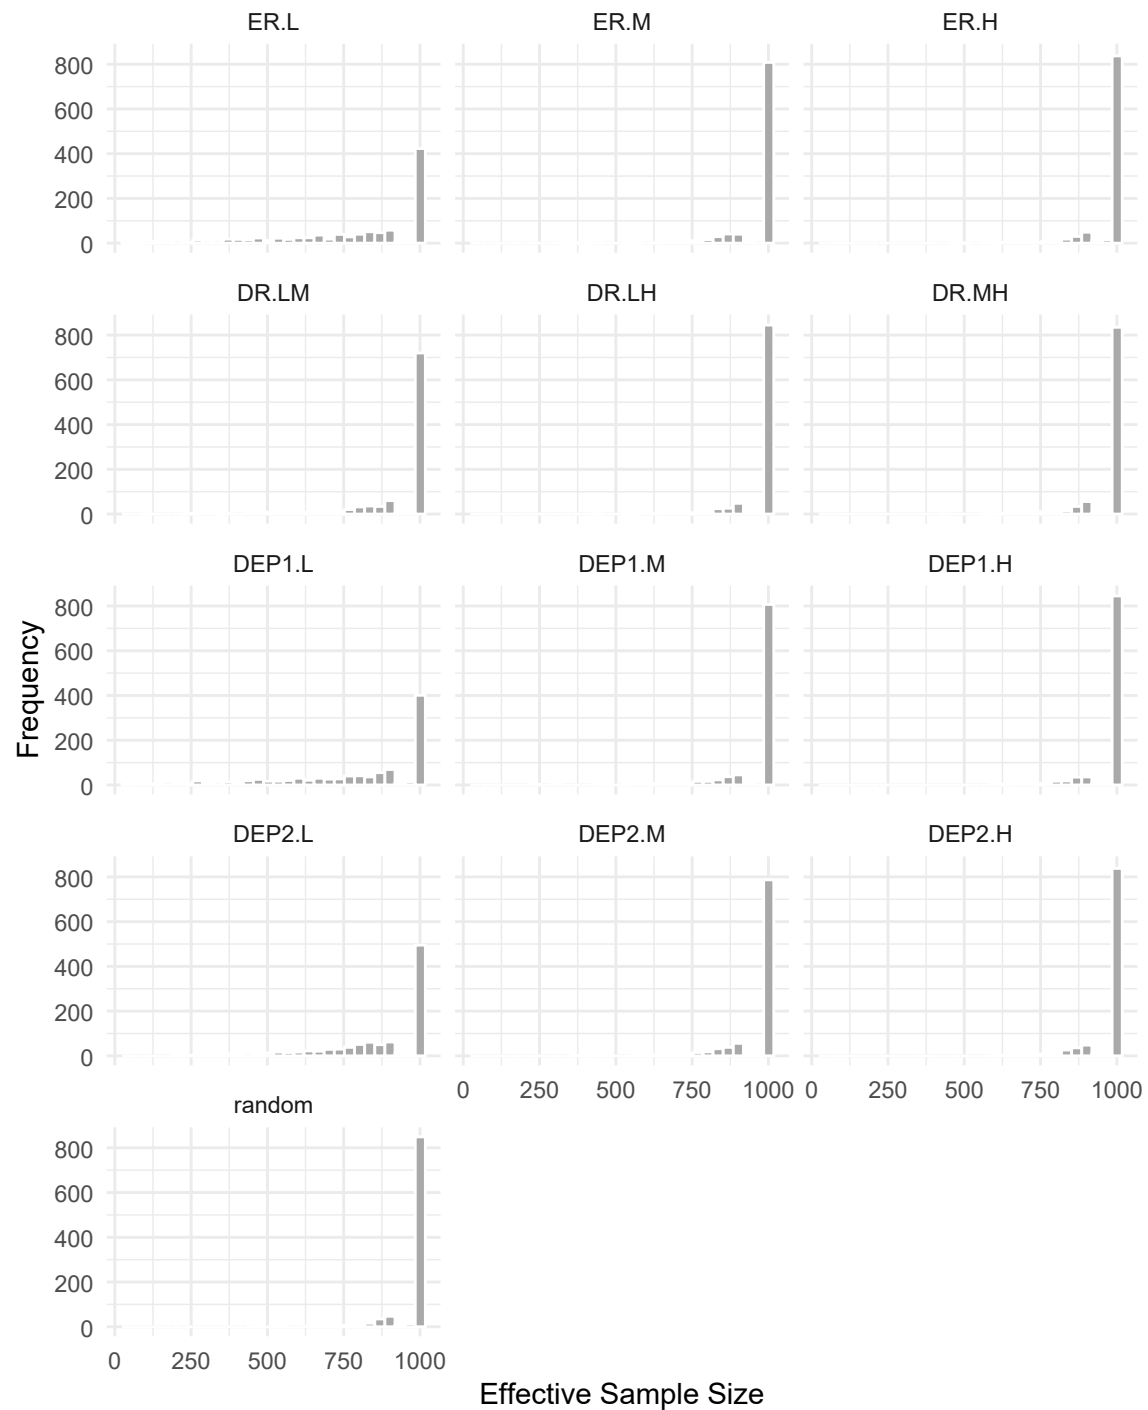 ER.L ER.M ER.H
800
600
400
200
0
DR.LM DR.LH DR.MH
800
600
400
200
0
DEP1.L DEP1.M DEP1.H
800
600
400
200
0
DEP2.L DEP2.M DEP2.H
800
600
400
200
0
0 250 500 750 1000 0 250 500 750 1000
random
800
600
400
200
0
0 250 500 750 1000
Frequency
Effective Sample Size